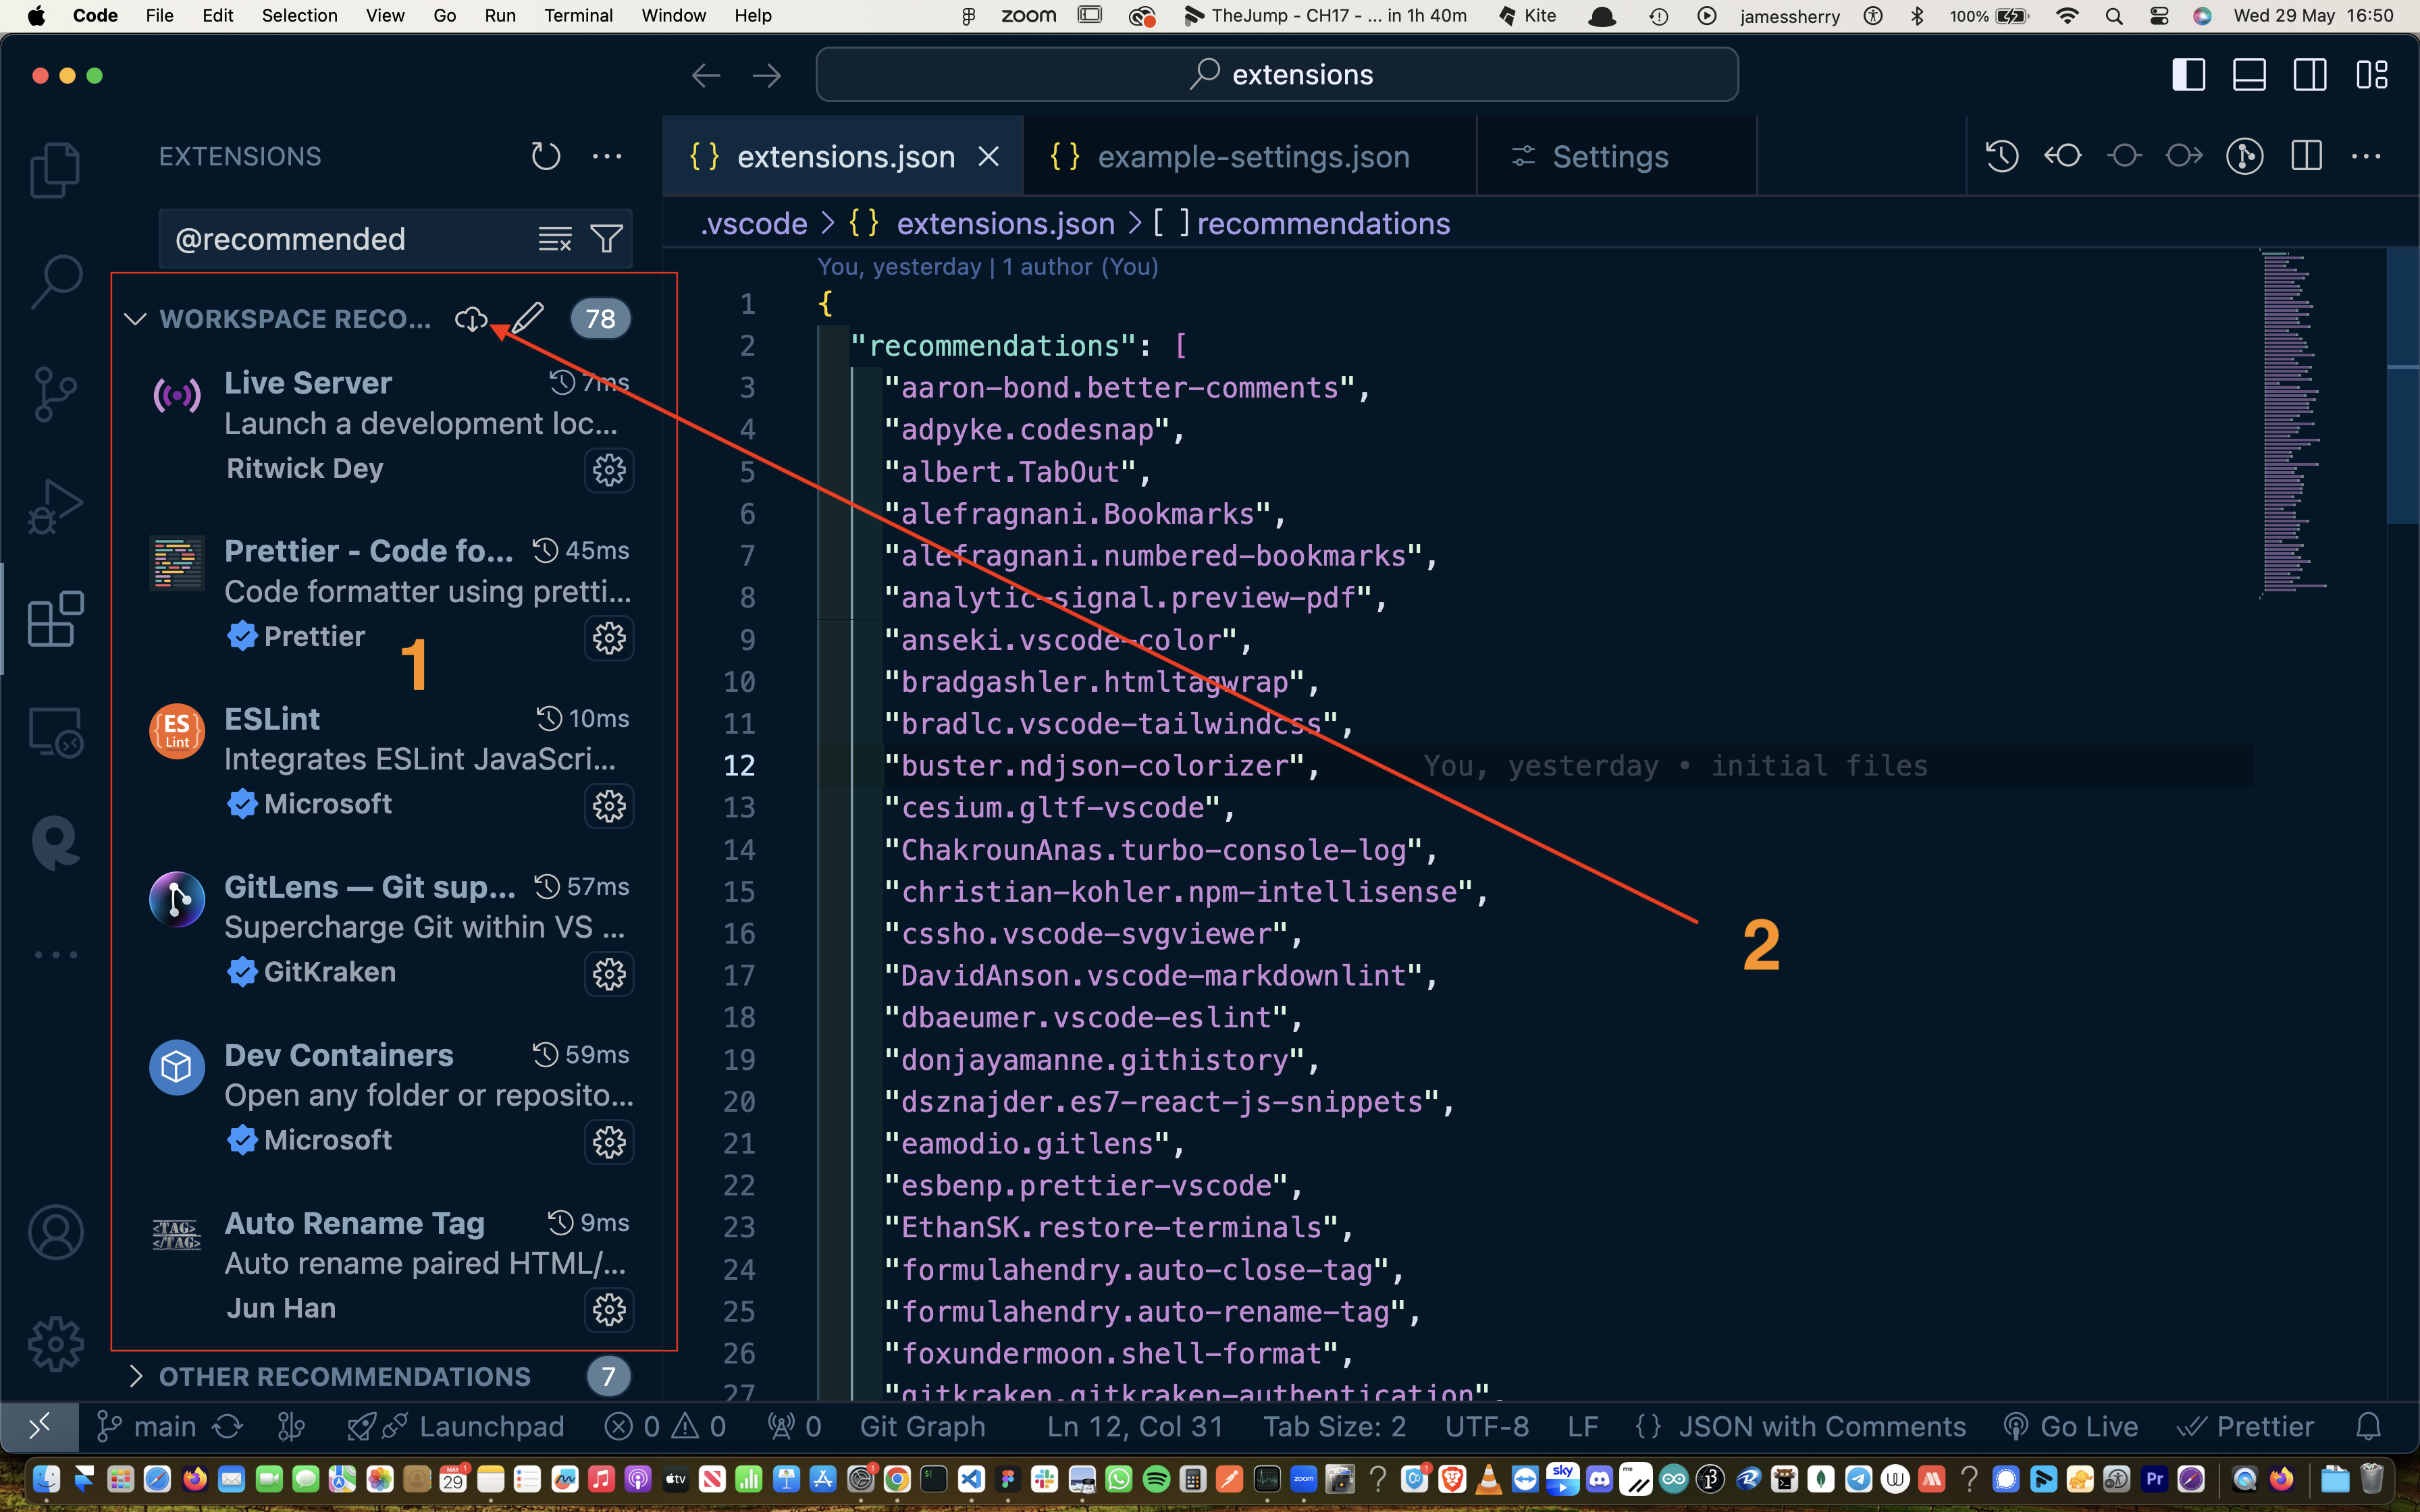 Code File Edit Selection View Go Run Terminal Window Help zoom TheJump - CH17 - ... in 1h 40m Kite jamessherry 100% Wed 29 May 16:50
extensions
EXTENSIONS
@recommended
WORKSPACE RECO... 78
Live Server 7ms
Launch a development loc...
Ritwick Dey
Prettier - Code fo... 45ms
Code formatter using pretti...
Prettier
1
ES
Lint
ESLint 10ms
Integrates ESLint JavaScri...
Microsoft
GitLens — Git sup... 57ms
Supercharge Git within VS ...
GitKraken
Dev Containers 59ms
Open any folder or reposito...
Microsoft
<TAG>
</TAG>
Auto Rename Tag 9ms
Auto rename paired HTML/...
Jun Han
OTHER RECOMMENDATIONS 7
{ } extensions.json { } example-settings.json Settings
.vscode > { } extensions.json > [ ] recommendations
You, yesterday | 1 author (You)
1 {
2 "recommendations": [
3 "aaron-bond.better-comments",
4 "adpyke.codesnap",
5 "albert.TabOut",
6 "alefragnani.Bookmarks",
7 "alefragnani.numbered-bookmarks",
8 "analytic-signal.preview-pdf",
9 "anseki.vscode-color",
10 "bradgashler.htmltagwrap",
11 "bradlc.vscode-tailwindcss",
12 "buster.ndjson-colorizer", You, yesterday • initial files
13 "cesium.gltf-vscode",
14 "ChakrounAnas.turbo-console-log",
15 "christian-kohler.npm-intellisense",
16 "cssho.vscode-svgviewer",
2
17 "DavidAnson.vscode-markdownlint",
18 "dbaeumer.vscode-eslint",
19 "donjayamanne.githistory",
20 "dsznajder.es7-react-js-snippets",
21 "eamodio.gitlens",
22 "esbenp.prettier-vscode",
23 "EthanSK.restore-terminals",
24 "formulahendry.auto-close-tag",
25 "formulahendry.auto-rename-tag",
26 "foxundermoon.shell-format",
27 "gitkraken.gitkraken-authentication",
main Launchpad 0 0 0 Git Graph Ln 12, Col 31 Tab Size: 2 UTF-8 LF { } JSON with Comments Go Live Prettier
29 tv zoom sky me Pr